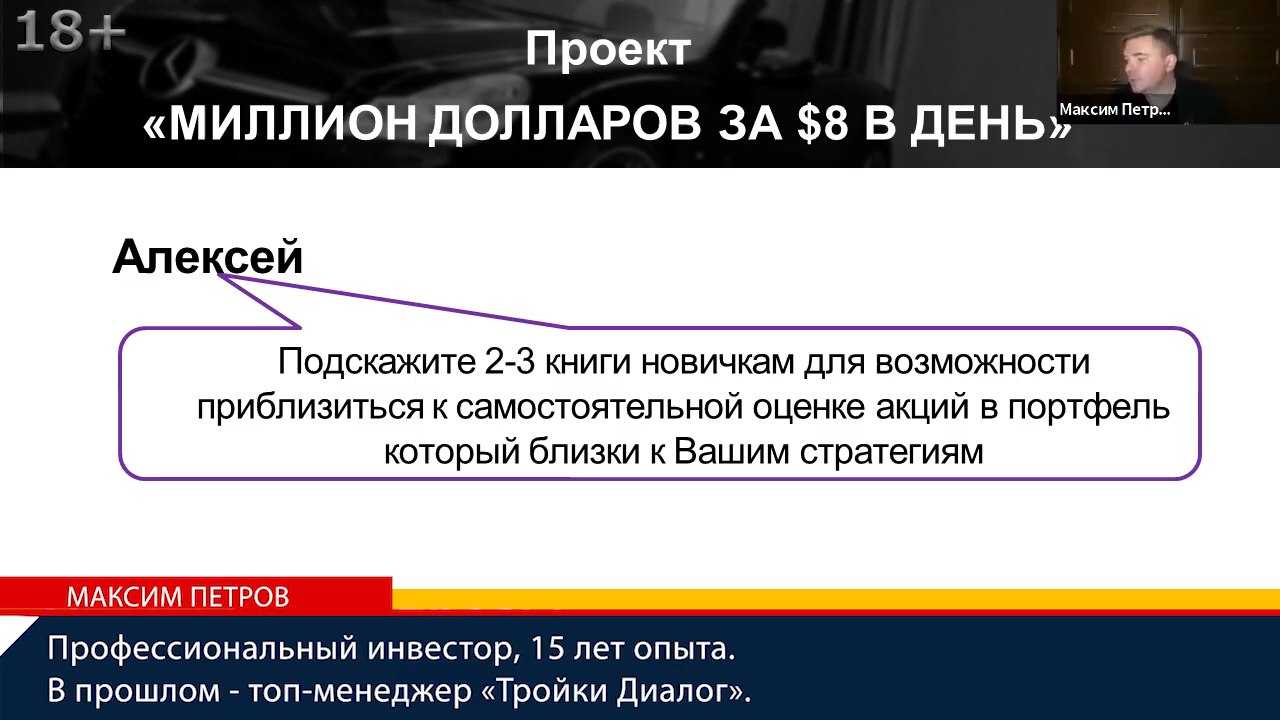 18+
Проект
«МИЛЛИОН ДОЛЛАРОВ ЗА $8 В ДЕНЬ»
Максим Петр...
Алексей
Подскажите 2-3 книги новичкам для возможности
приблизиться к самостоятельной оценке акций в портфель
который близки к Вашим стратегиям
МАКСИМ ПЕТРОВ
Профессиональный инвестор, 15 лет опыта.
В прошлом - топ-менеджер «Тройки Диалог».